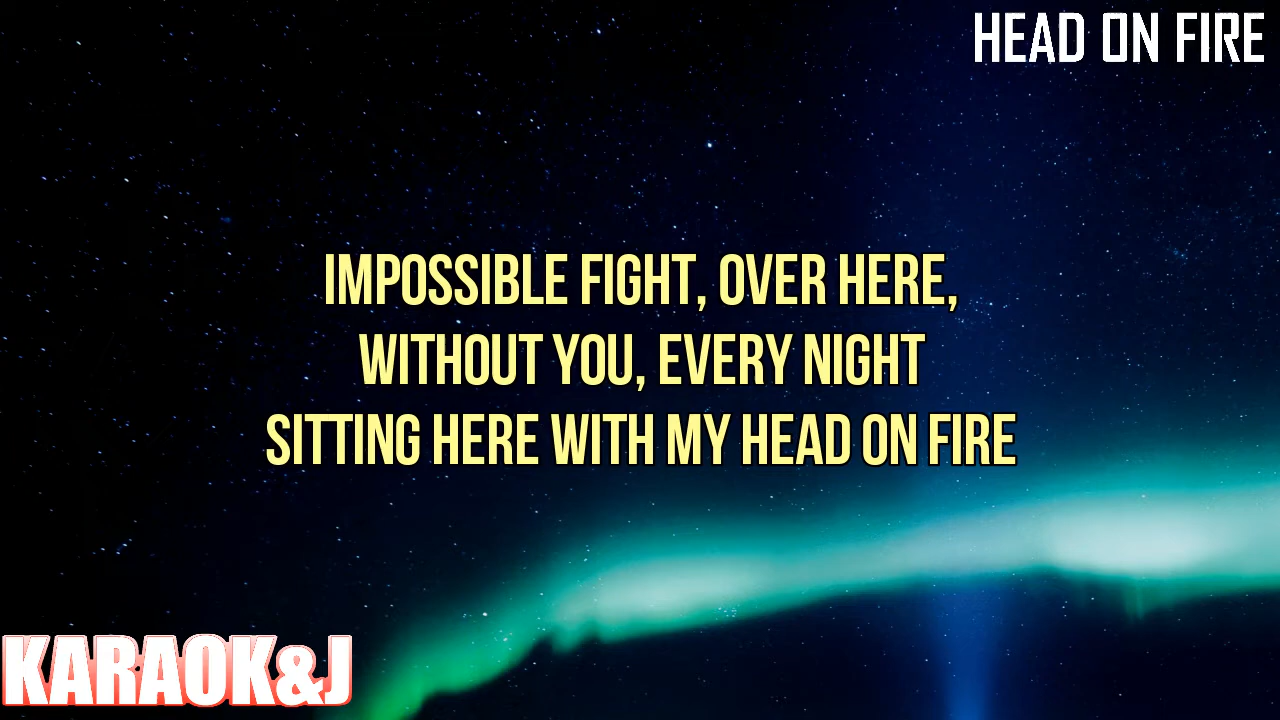 HEAD ON FIRE
IMPOSSIBLE FIGHT, OVER HERE,
WITHOUT YOU, EVERY NIGHT
SITTING HERE WITH MY HEAD ON FIRE
KARAOK&J